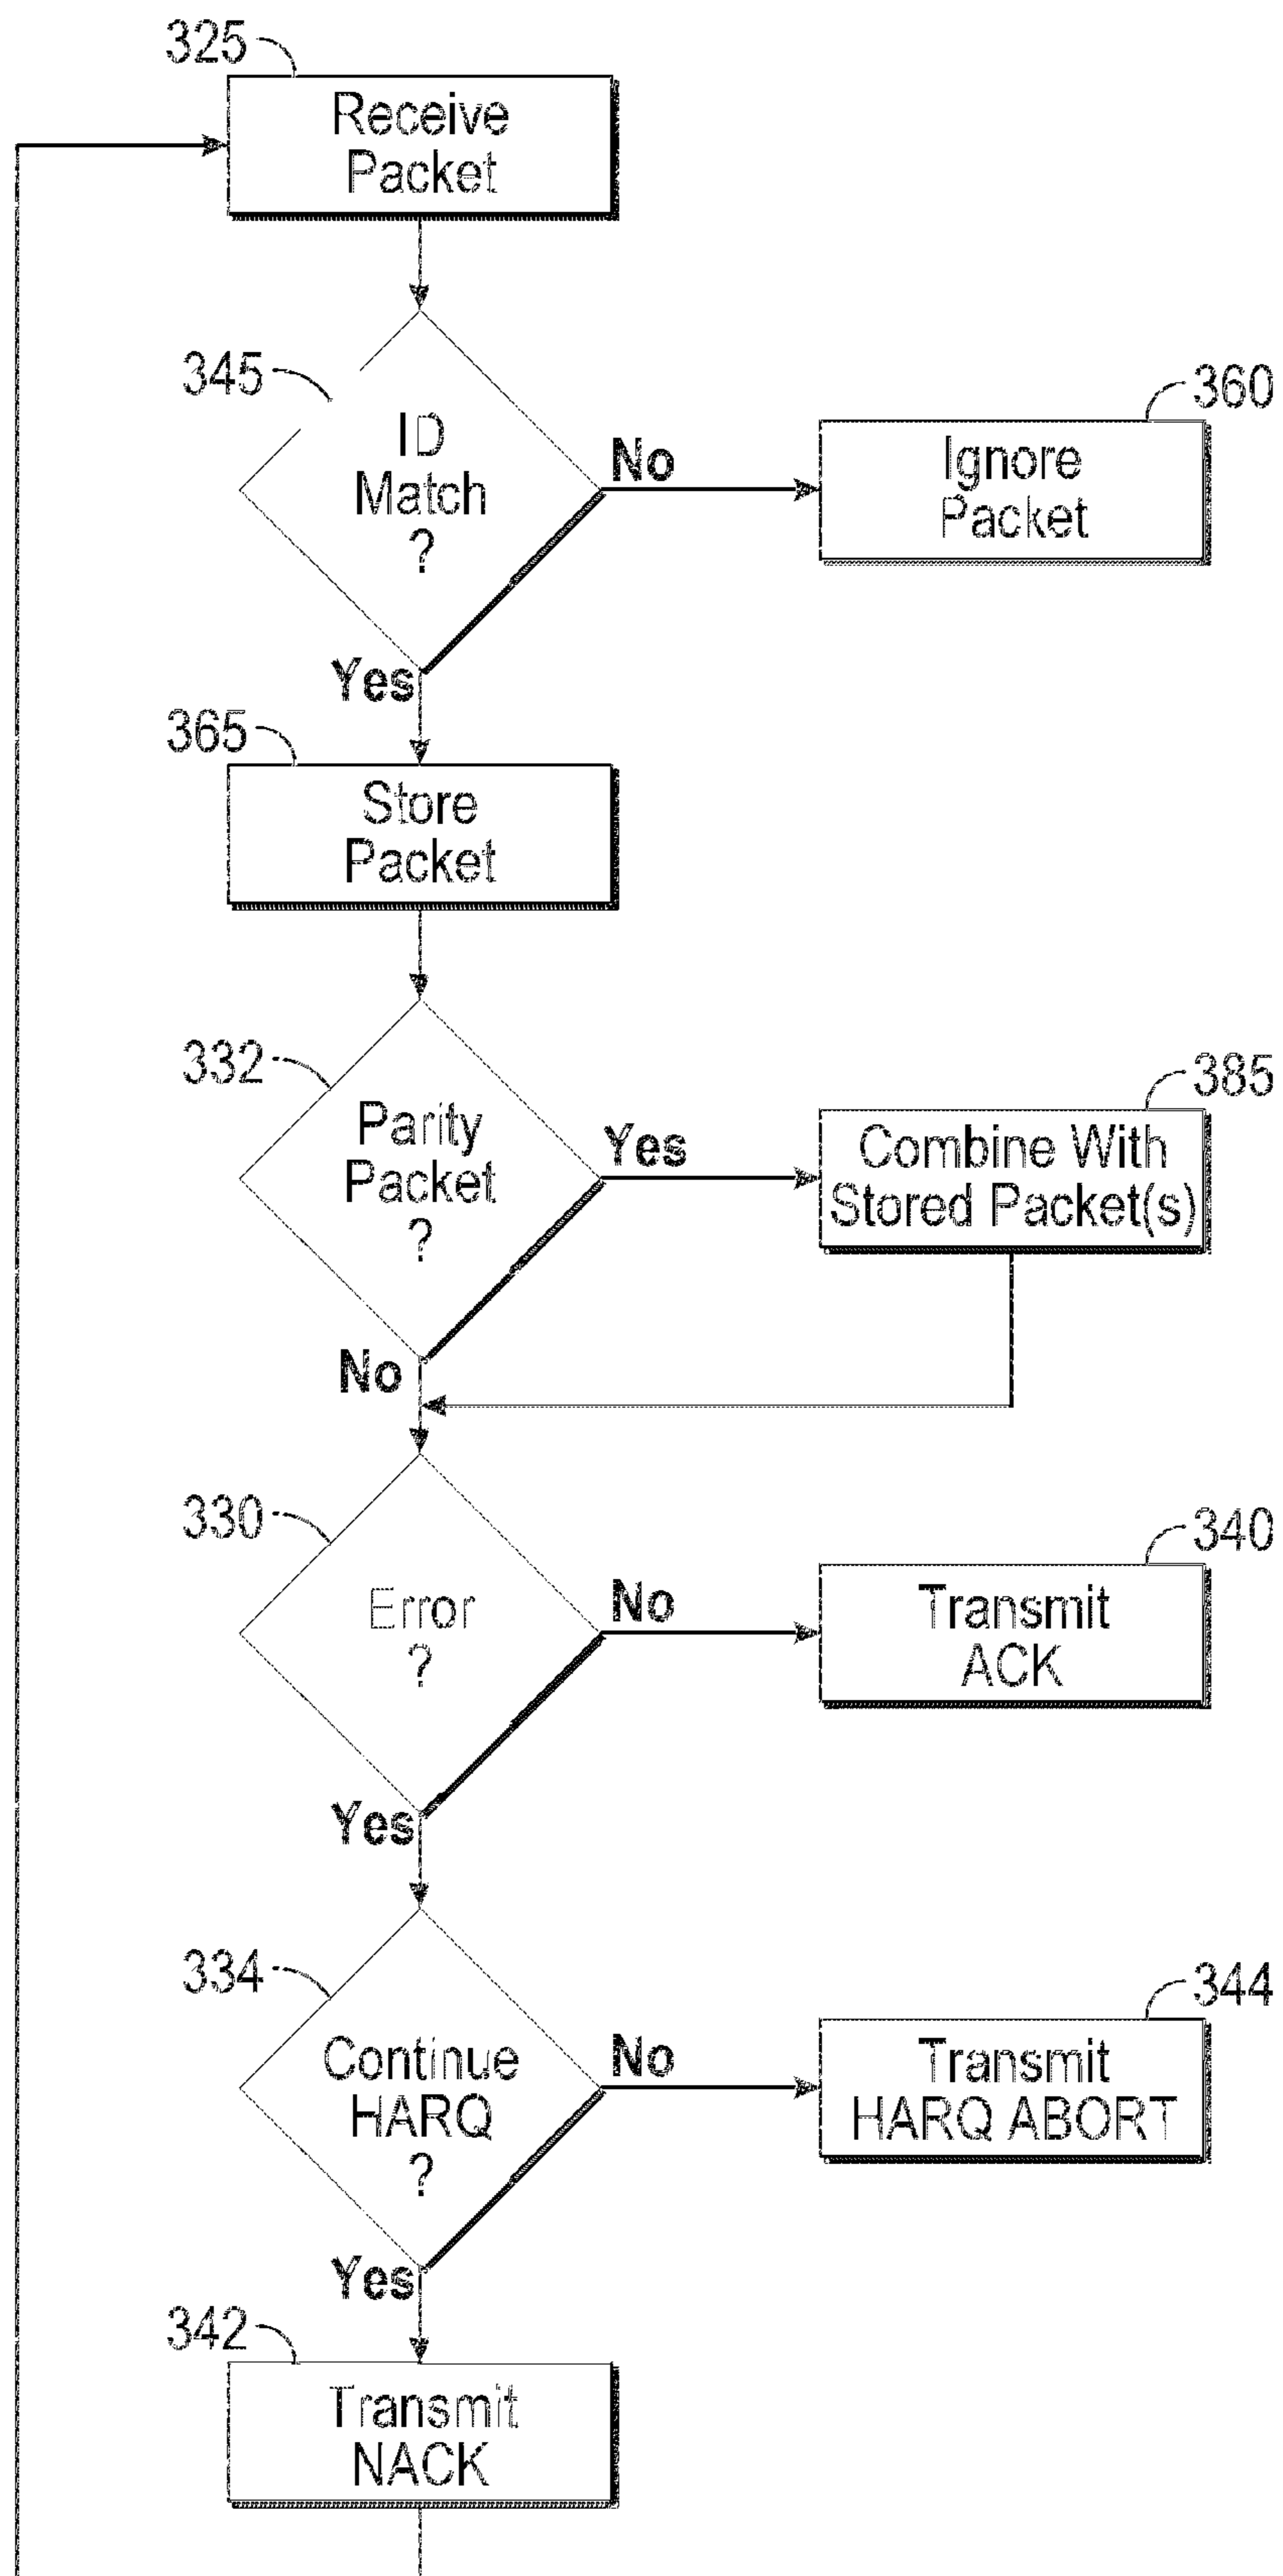 325
Receive
Packet
345
ID
Match
?
No
360
Ignore
Packet
Yes
365
Store
Packet
332
Parity
Packet
?
Yes
385
Combine With
Stored Packet(s)
No
330
Error
?
No
340
Transmit
ACK
Yes
334
Continue
HARQ
?
No
344
Transmit
HARQ ABORT
Yes
342
Transmit
NACK